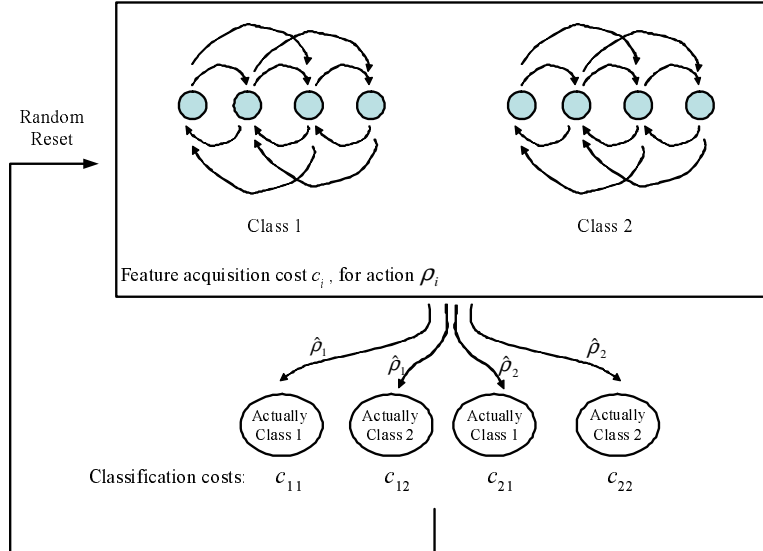 Random
Reset
Class 1
Class 2
Feature acquisition cost c_i , for action ρ_i
ρ̂_1
ρ̂_1
ρ̂_2
ρ̂_2
Actually
Class 1
Actually
Class 2
Actually
Class 1
Actually
Class 2
Classification costs: c_11 c_12 c_21 c_22